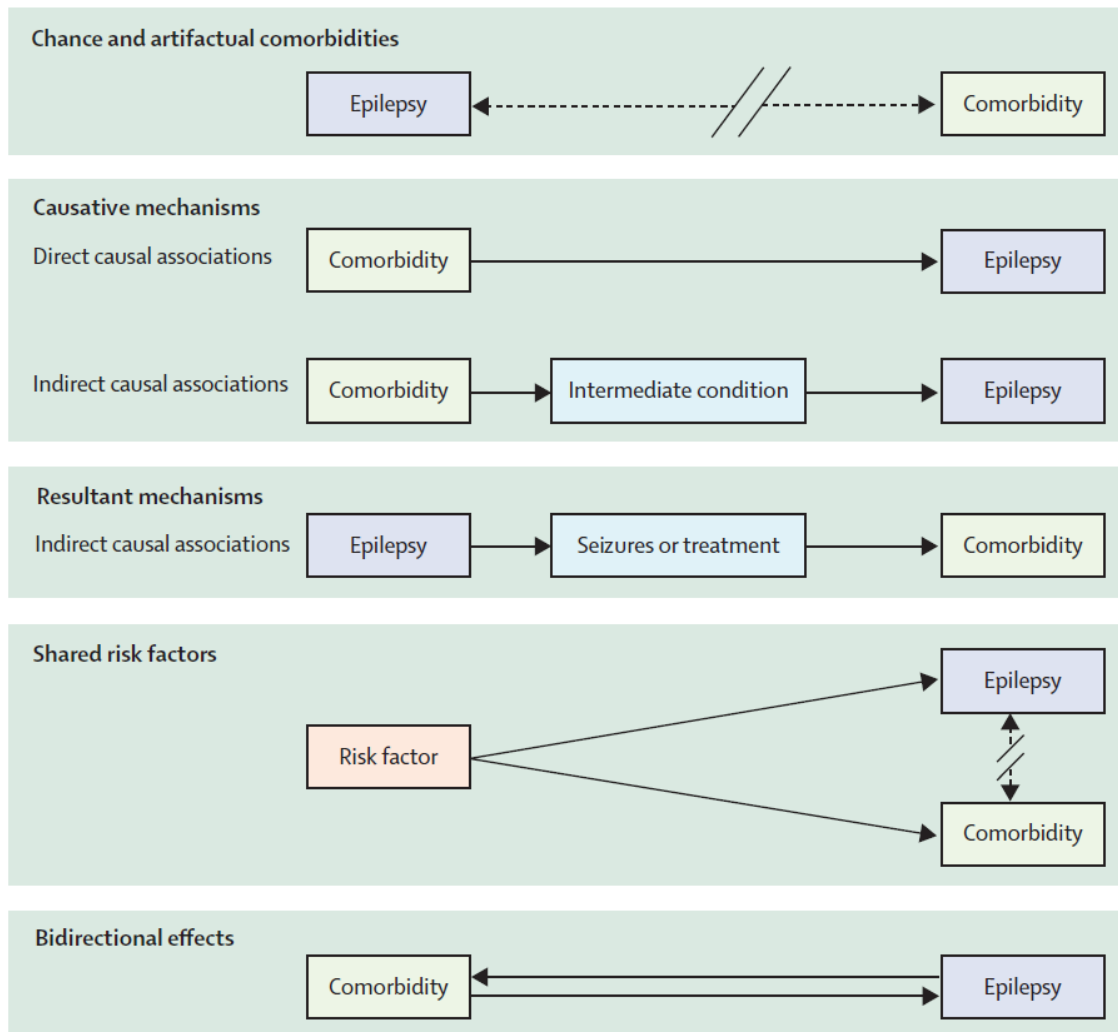 Chance and artifactual comorbidities
Epilepsy
Comorbidity
Causative mechanisms
Direct causal associations
Comorbidity
Epilepsy
Indirect causal associations
Comorbidity
Intermediate condition
Epilepsy
Resultant mechanisms
Indirect causal associations
Epilepsy
Seizures or treatment
Comorbidity
Shared risk factors
Epilepsy
Risk factor
Comorbidity
Bidirectional effects
Comorbidity
Epilepsy